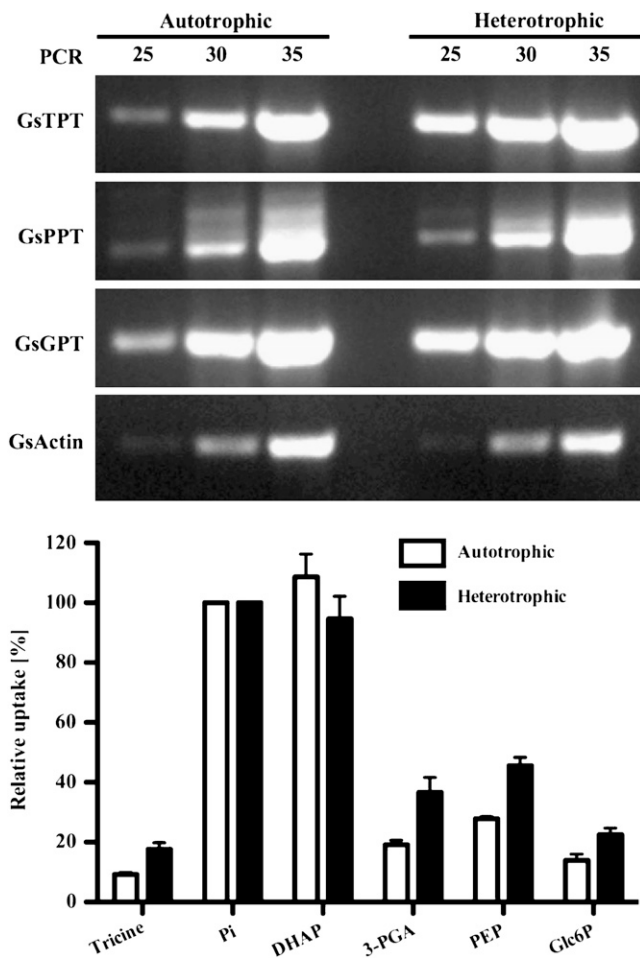 Autotrophic Heterotrophic
PCR 25 30 35 25 30 35
GsTPT
GsPPT
GsGPT
GsActin
120
100
80
60
40
20
0
Relative uptake [%]
Autotrophic
Heterotrophic
Tricine Pi DHAP 3-PGA PEP Glc6P